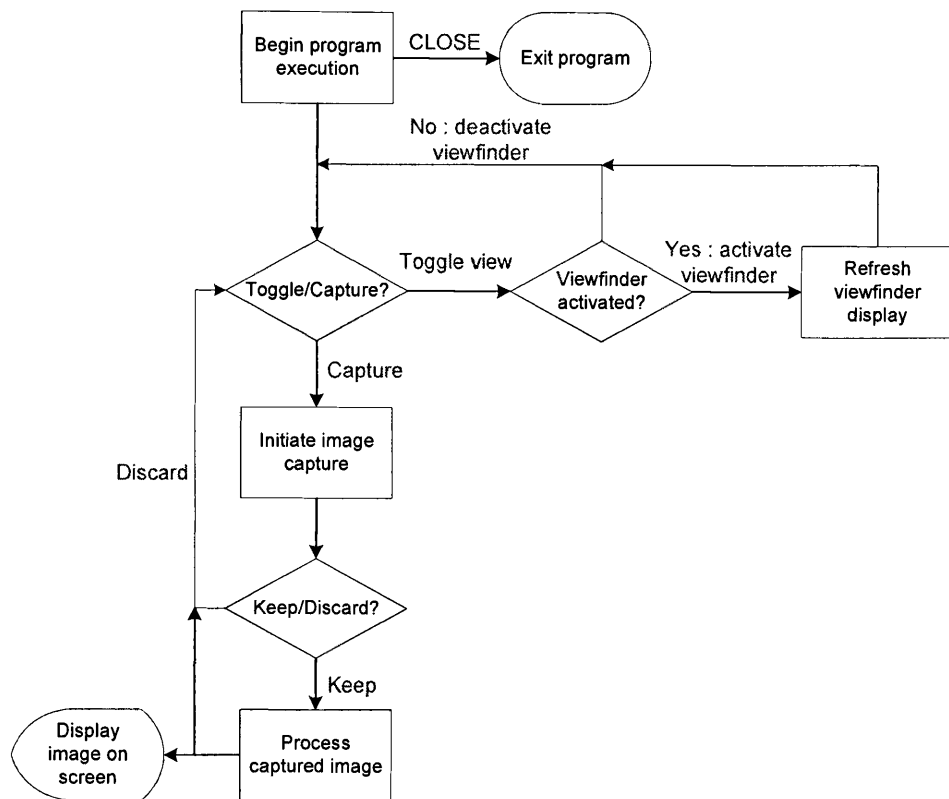 Begin program
execution
CLOSE
Exit program
No : deactivate
viewfinder
Toggle/Capture?
Toggle view
Viewfinder
activated?
Yes : activate
viewfinder
Refresh
viewfinder
display
Capture
Initiate image
capture
Discard
Keep/Discard?
Keep
Display
image on
screen
Process
captured image